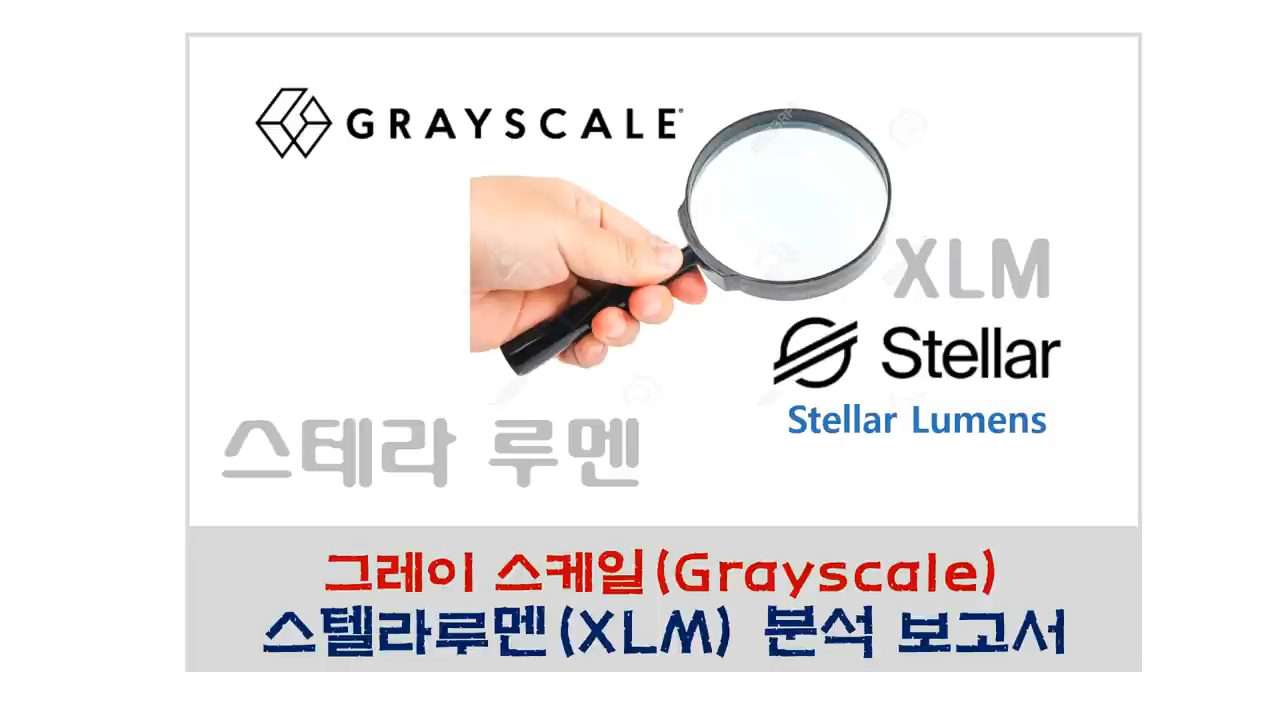 GRAYSCALE
XLM
Stellar
Stellar Lumens
스테라 루멘
그레이 스케일(Grayscale)
스텔라루멘(XLM) 분석 보고서